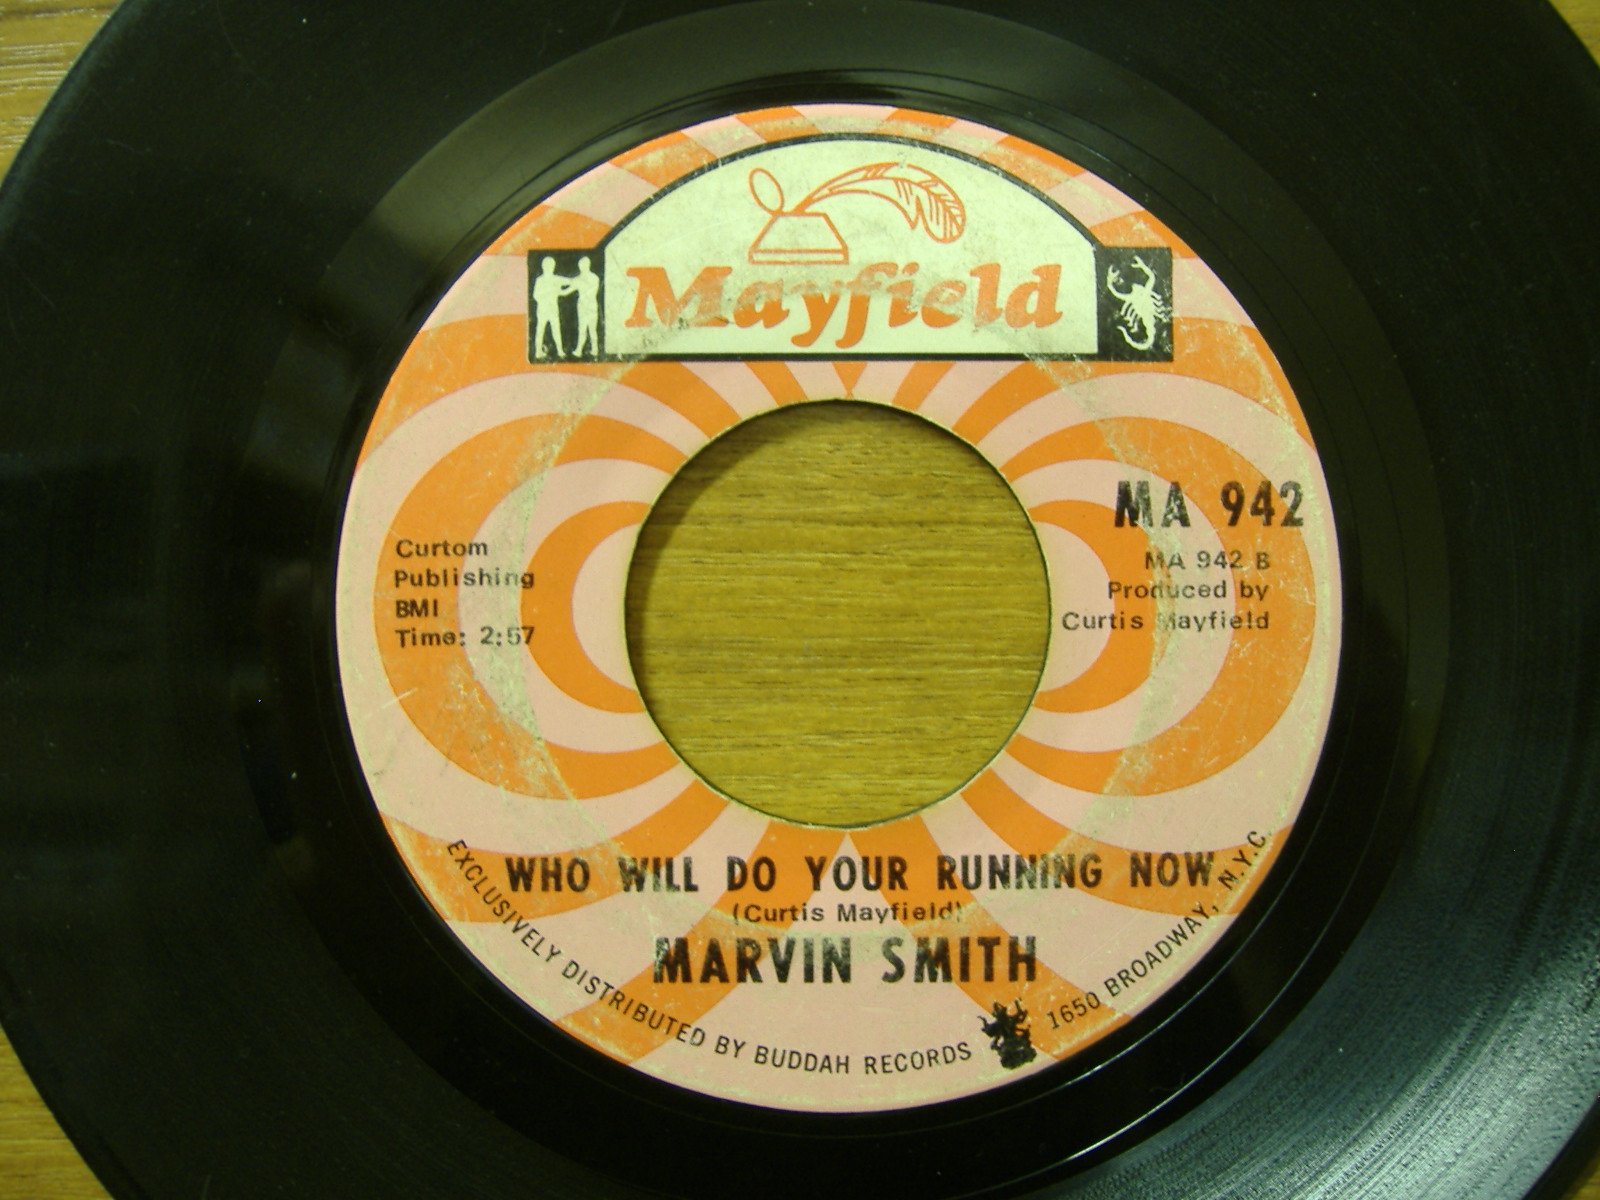 Mayfield
MA 942
MA 942 B
Produced by
Curtis Mayfield
Curtom
Publishing
BMI
Time: 2:57
WHO WILL DO YOUR RUNNING NOW
(Curtis Mayfield)
MARVIN SMITH
EXCLUSIVELY DISTRIBUTED BY BUDDAH RECORDS 1650 BROADWAY, N.Y.C.